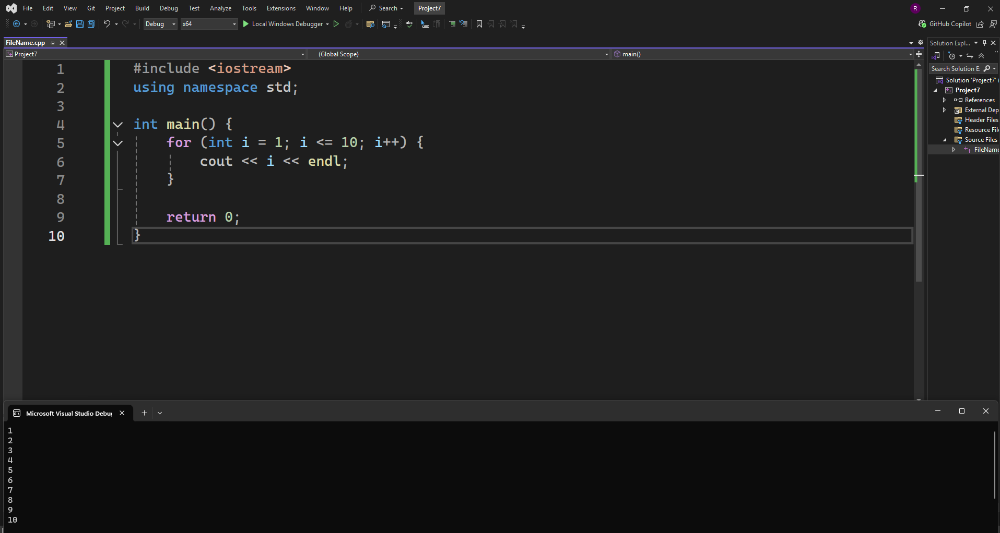 File Edit View Git Project Build Debug Test Analyze Tools Extensions Window Help Search Project7 R
Debug x64 Local Windows Debugger abc GitHub Copilot
FileName.cpp
Project7 (Global Scope) main()
1 #include <iostream>
2 using namespace std;
3
4 int main() {
5 for (int i = 1; i <= 10; i++) {
6 cout << i << endl;
7 }
8
9 return 0;
10 }
Solution Expl...
Search Solution E
Solution 'Project7' (
Project7
References
External Dep
Header Files
Resource Fil
Source Files
FileName
Microsoft Visual Studio Debug
1
2
3
4
5
6
7
8
9
10